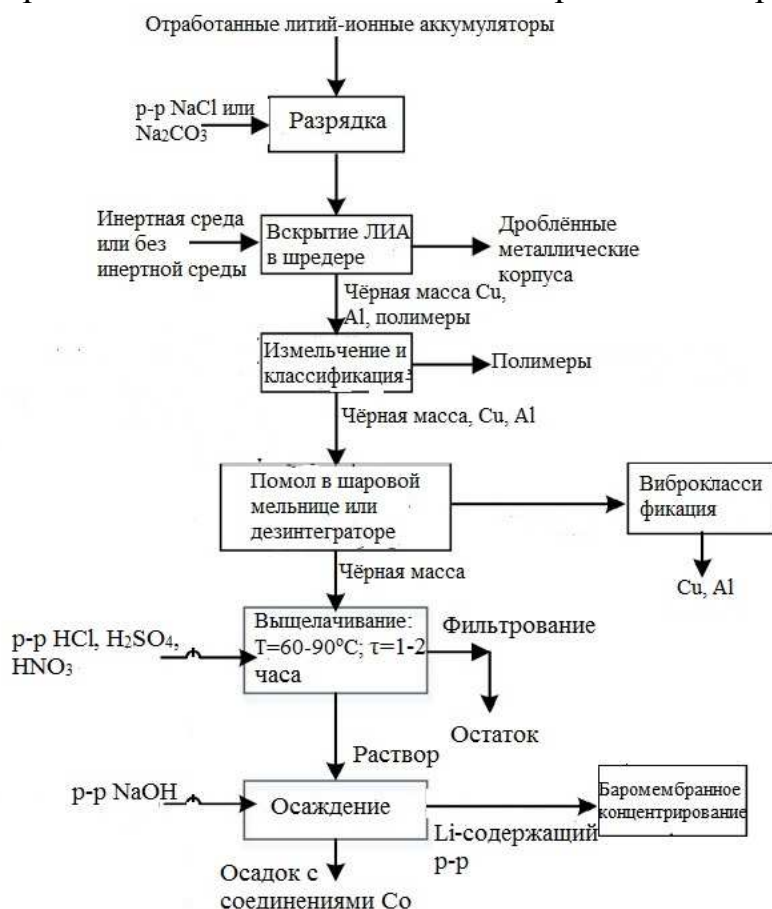 Отработанные литий-ионные аккумуляторы
р-р NaCl или
Na₂CO₃
Разрядка
Инертная среда
или без
инертной среды
Вскрытие ЛИА
в шредере
Дроблённые
металлические
корпуса
Чёрная масса Cu,
Al, полимеры
Измельчение и
классификация
Полимеры
Чёрная масса, Cu, Al
Помол в шаровой
мельнице или
дезинтеграторе
Виброкласси
фикация
Cu, Al
Чёрная масса
р-р HCl, H₂SO₄,
HNO₃
Выщелачивание:
T=60-90°C; τ=1-2
часа
Фильтрование
Остаток
Раствор
р-р NaOH
Осаждение
Баромембранное
концентрирование
Li-содержащий
р-р
Осадок с
соединениями Co